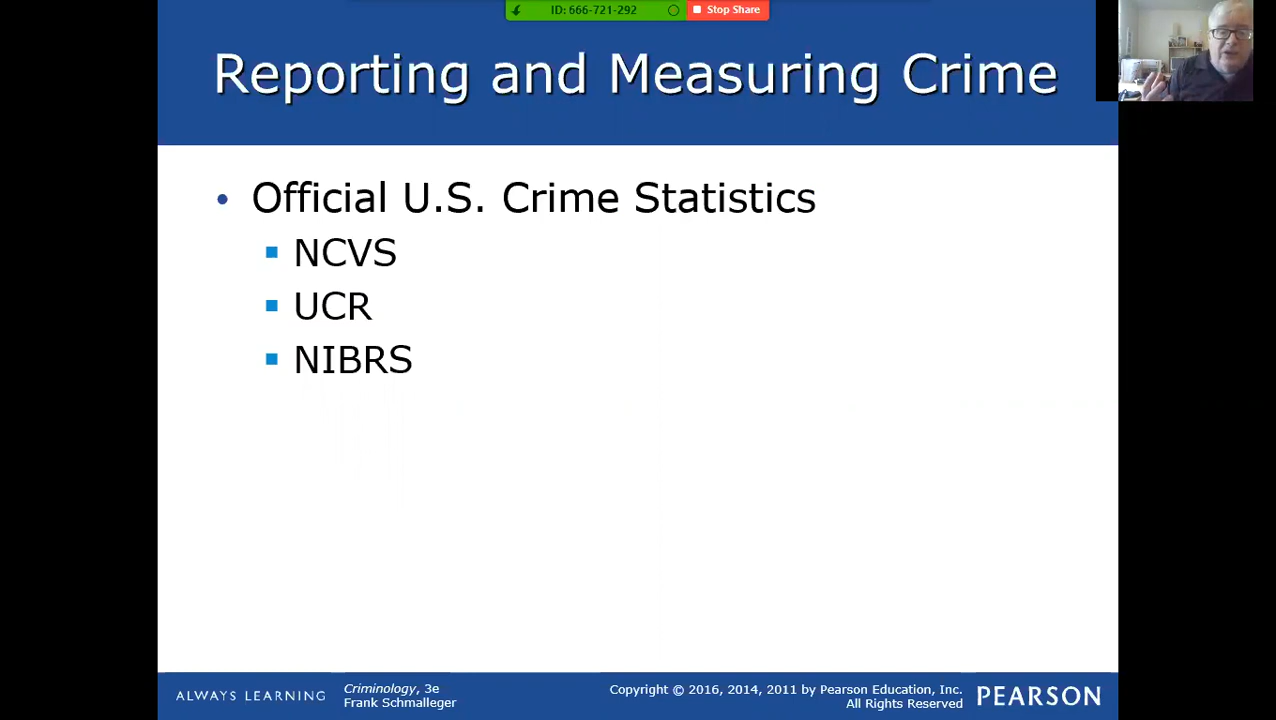 ID: 666-721-292 Stop Share
Reporting and Measuring Crime
• Official U.S. Crime Statistics
▪ NCVS
▪ UCR
▪ NIBRS
ALWAYS LEARNING
Criminology, 3e
Frank Schmalleger
Copyright © 2016, 2014, 2011 by Pearson Education, Inc.
All Rights Reserved
PEARSON